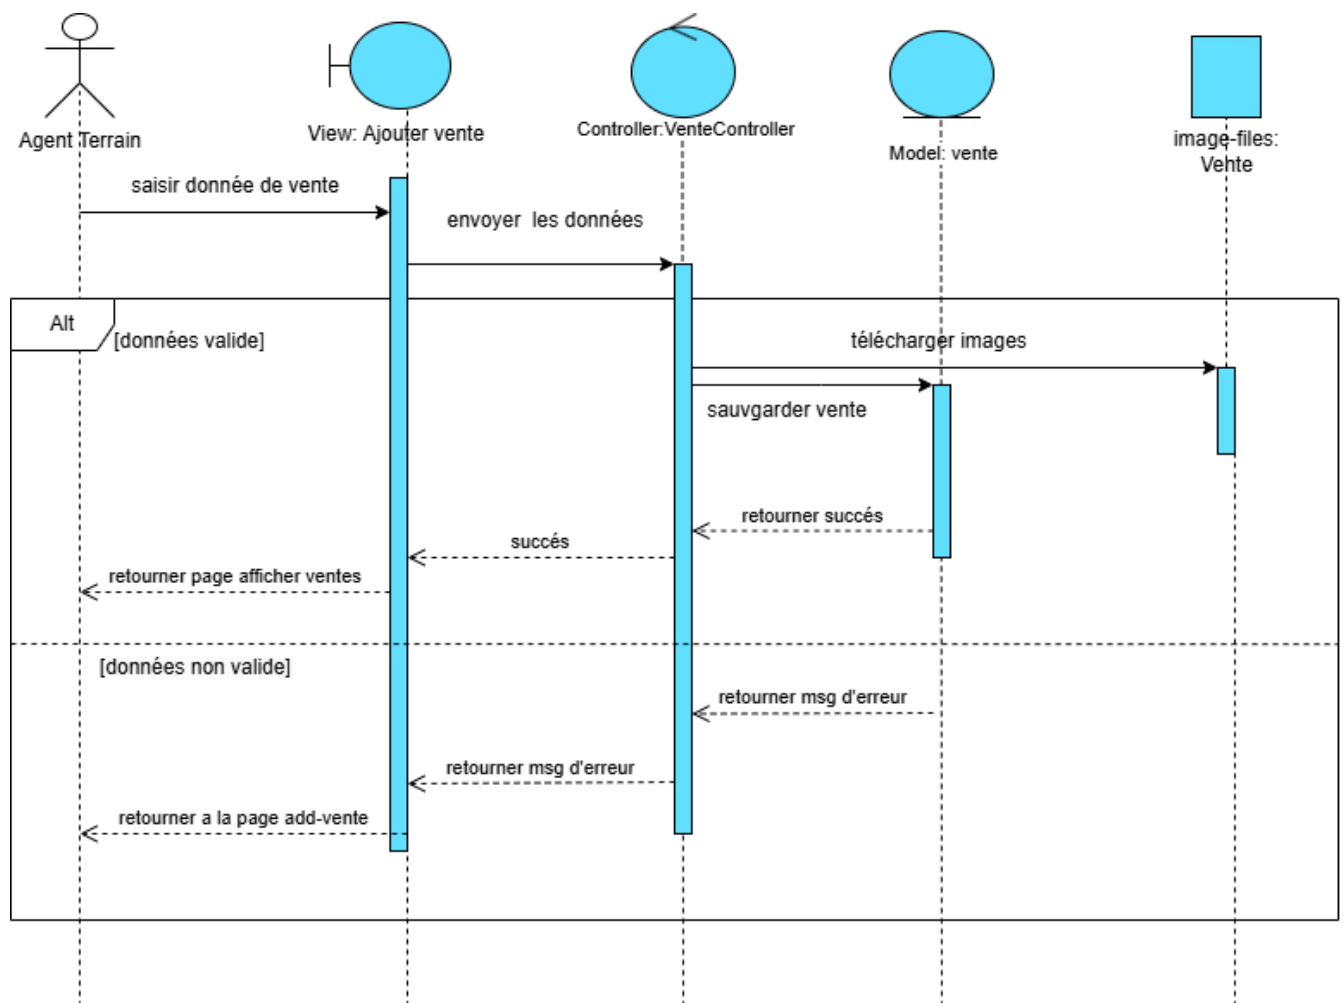 Agent Terrain
View: Ajouter vente
Controller:VenteController
Model: vente
image-files:
Vente
saisir donnée de vente
envoyer les données
Alt
[données valide]
télécharger images
sauvgarder vente
retourner succés
succés
retourner page afficher ventes
[données non valide]
retourner msg d'erreur
retourner msg d'erreur
retourner a la page add-vente